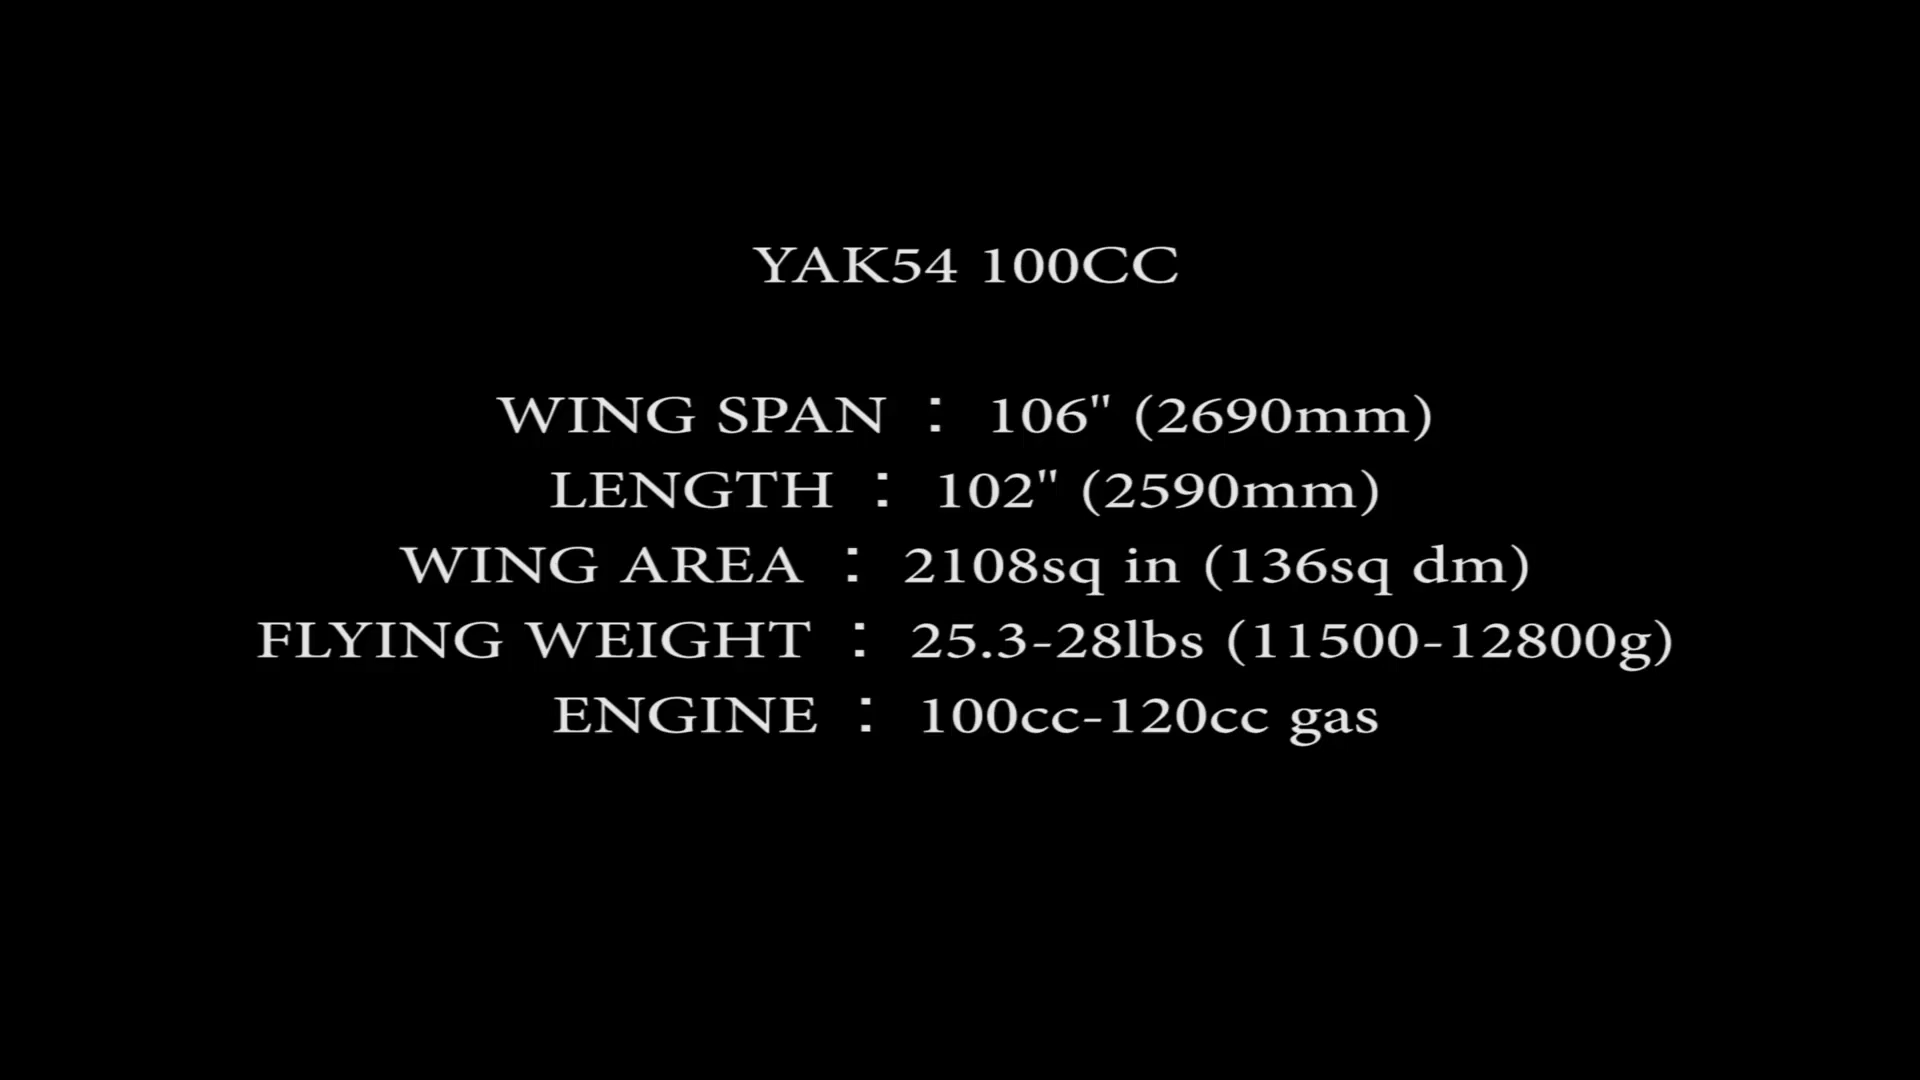 YAK54 100CC
WING SPAN : 106" (2690mm)
LENGTH : 102" (2590mm)
WING AREA : 2108sq in (136sq dm)
FLYING WEIGHT : 25.3-28lbs (11500-12800g)
ENGINE : 100cc-120cc gas